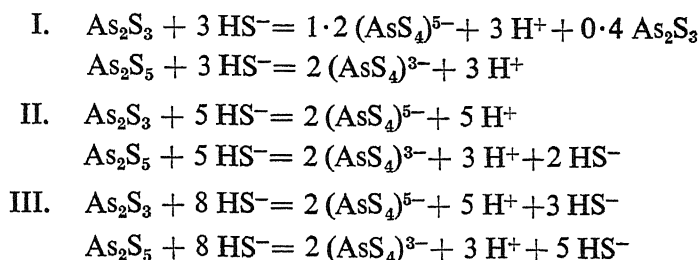 I. As₂S₃ + 3 HS⁻= 1·2 (AsS₄)⁵⁻+ 3 H⁺+ 0·4 As₂S₃
As₂S₅ + 3 HS⁻= 2 (AsS₄)³⁻+ 3 H⁺
II. As₂S₃ + 5 HS⁻= 2 (AsS₄)⁵⁻+ 5 H⁺
As₂S₅ + 5 HS⁻= 2 (AsS₄)³⁻+ 3 H⁺+2 HS⁻
III. As₂S₃ + 8 HS⁻= 2 (AsS₄)⁵⁻+ 5 H⁺ +3 HS⁻
As₂S₅ + 8 HS⁻= 2 (AsS₄)³⁻+ 3 H⁺ + 5 HS⁻